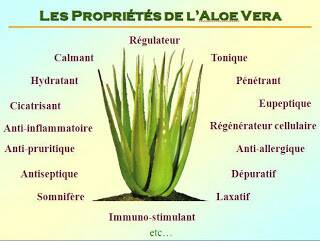 Les Propriétés de l'Aloe Vera
Régulateur
Calmant
Tonique
Hydratant
Pénétrant
Cicatrisant
Eupeptique
Anti-inflammatoire
Régénérateur cellulaire
Anti-pruritique
Anti-allergique
Antiseptique
Dépuratif
Somnifère
Laxatif
Immuno-stimulant
etc…